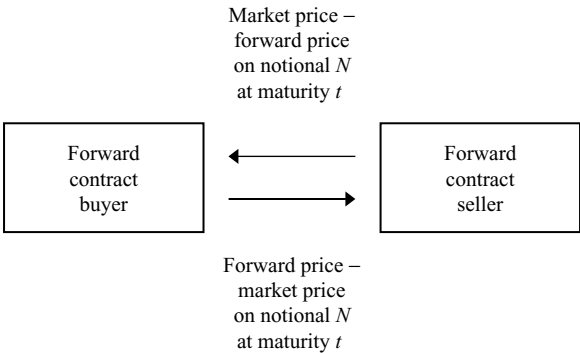 Market price –
forward price
on notional N
at maturity t
Forward
contract
buyer
Forward
contract
seller
Forward price –
market price
on notional N
at maturity t